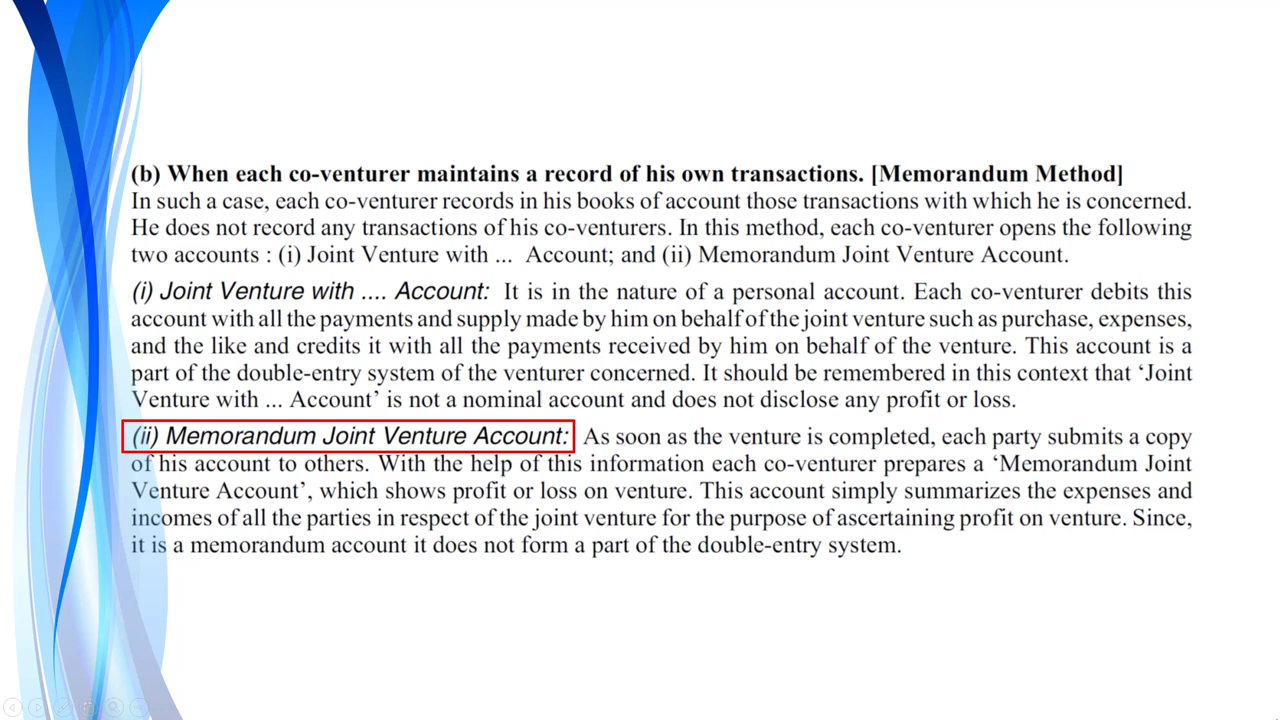 (b) When each co-venturer maintains a record of his own transactions. [Memorandum Method]
In such a case, each co-venturer records in his books of account those transactions with which he is concerned.
He does not record any transactions of his co-venturers. In this method, each co-venturer opens the following
two accounts : (i) Joint Venture with ... Account; and (ii) Memorandum Joint Venture Account.
(i) Joint Venture with .... Account: It is in the nature of a personal account. Each co-venturer debits this
account with all the payments and supply made by him on behalf of the joint venture such as purchase, expenses,
and the like and credits it with all the payments received by him on behalf of the venture. This account is a
part of the double-entry system of the venturer concerned. It should be remembered in this context that ‘Joint
Venture with ... Account’ is not a nominal account and does not disclose any profit or loss.
(ii) Memorandum Joint Venture Account: As soon as the venture is completed, each party submits a copy
of his account to others. With the help of this information each co-venturer prepares a ‘Memorandum Joint
Venture Account’, which shows profit or loss on venture. This account simply summarizes the expenses and
incomes of all the parties in respect of the joint venture for the purpose of ascertaining profit on venture. Since,
it is a memorandum account it does not form a part of the double-entry system.